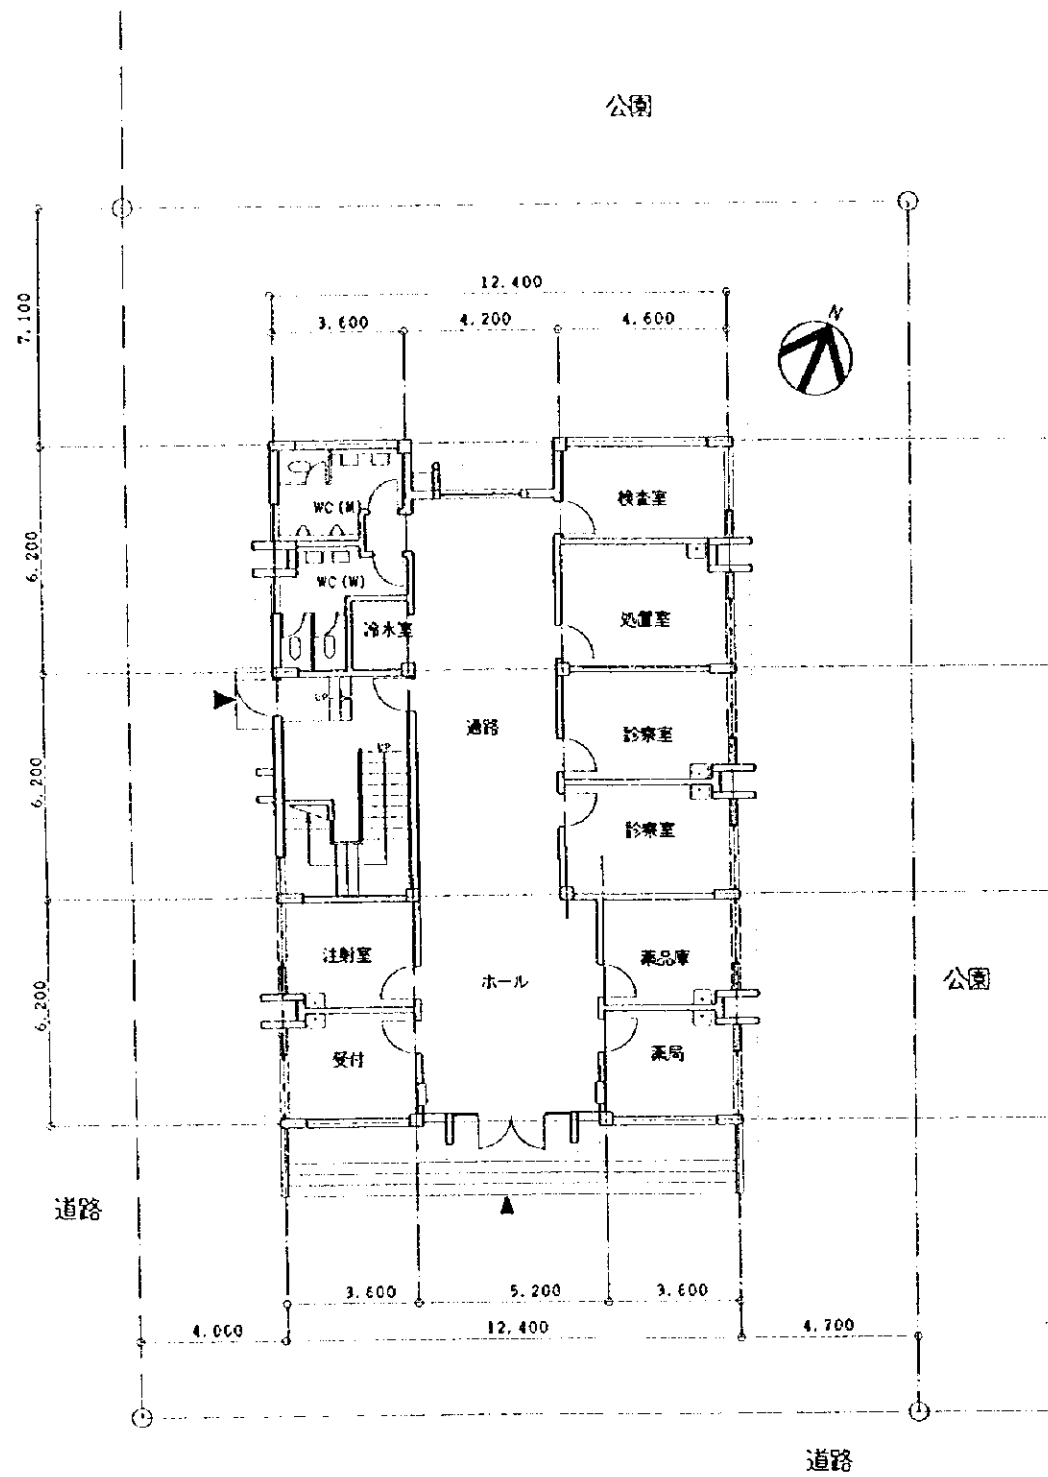 公園
12.400
3.600
4.200
4.600
N
7.100
検査室
WC(M)
6.200
WC(W)
処置室
冷水室
UP
通路
診察室
UP
6.200
診察室
注射室
薬品庫
ホール
公園
6.200
受付
薬局
道路
3.600
5.200
3.600
4.000
12,400
4.700
道路